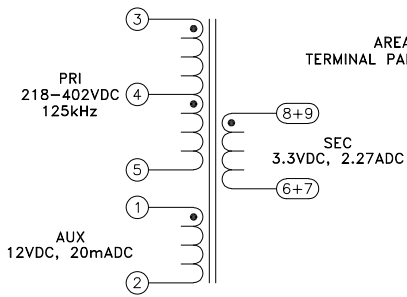 3
AREA
TERMINAL PA
PRI
218-402VDC
125kHz
4
8+9
SEC
3.3VDC, 2.27ADC
5
6+7
1
AUX
12VDC, 20mADC
2